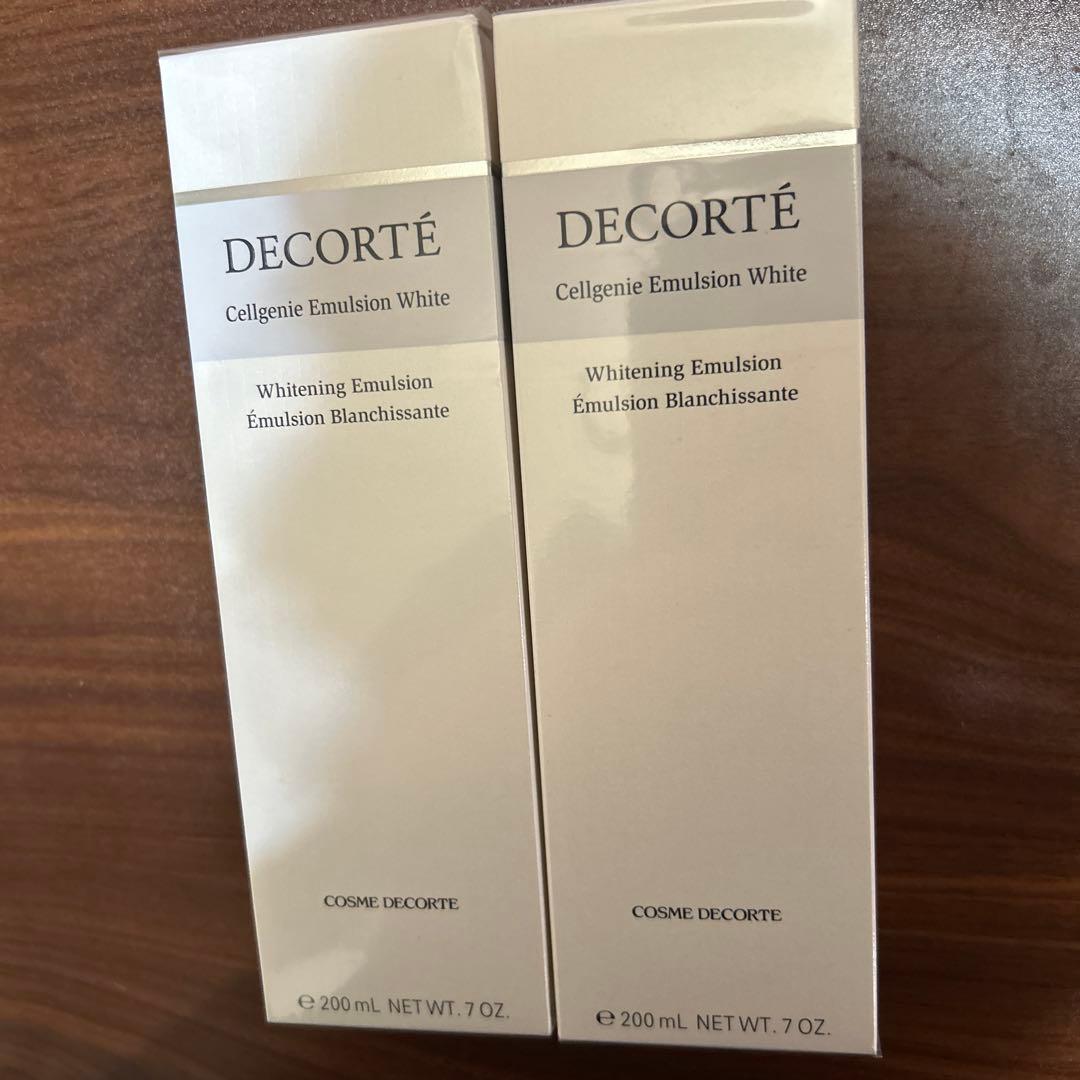 DECORTÉ
Cellgenie Emulsion White
Whitening Emulsion
Émulsion Blanchissante
COSME DECORTE
℮ 200 mL NET WT. 7 OZ.
DECORTÉ
Cellgenie Emulsion White
Whitening Emulsion
Émulsion Blanchissante
COSME DECORTE
℮ 200 mL NET WT. 7 OZ.